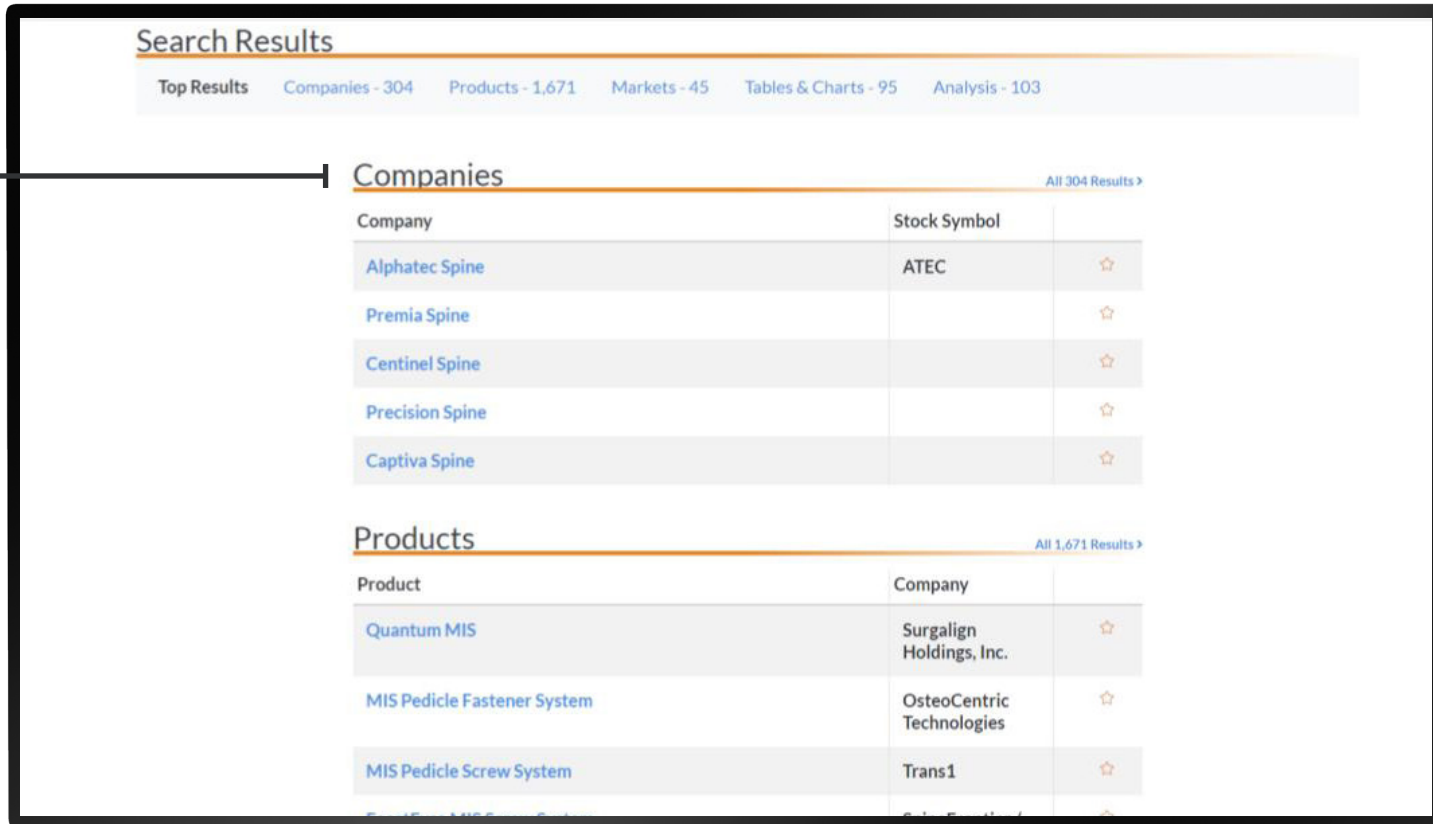 Search Results
Top Results Companies - 304 Products - 1,671 Markets - 45 Tables & Charts - 95 Analysis - 103
Companies All 304 Results >
Company Stock Symbol
Alphatec Spine ATEC
Premia Spine
Centinel Spine
Precision Spine
Captiva Spine
Products All 1,671 Results >
Product Company
Quantum MIS Surgalign
Holdings, Inc.
MIS Pedicle Fastener System OsteoCentric
Technologies
MIS Pedicle Screw System Trans1